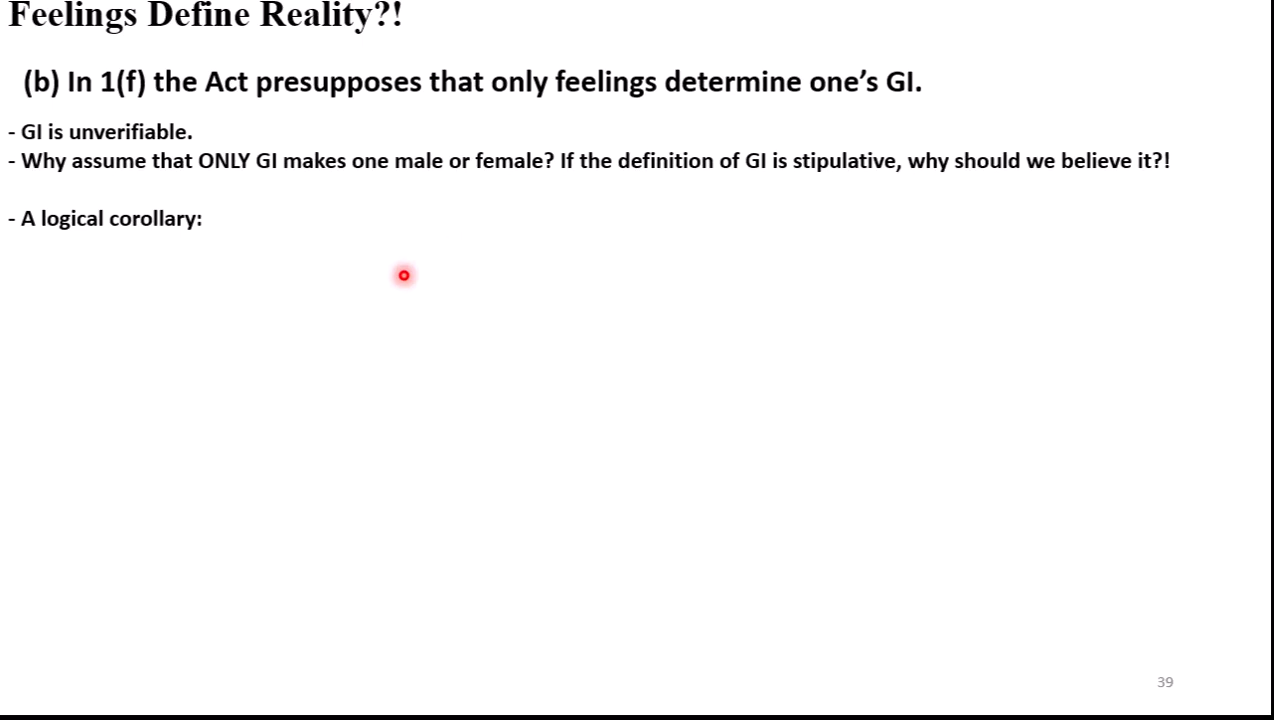 Feelings Define Reality?!
(b) In 1(f) the Act presupposes that only feelings determine one’s GI.
- GI is unverifiable.
- Why assume that ONLY GI makes one male or female? If the definition of GI is stipulative, why should we believe it?!
- A logical corollary:
39